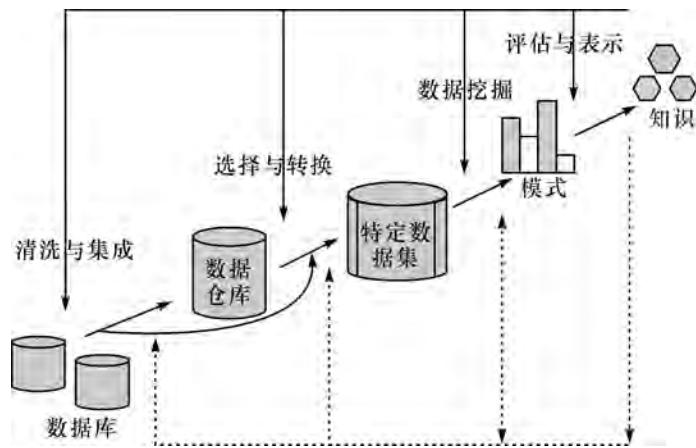 评估与表示
数据挖掘
知识
选择与转换
模式
清洗与集成
数据
仓库
特定数
据集
数据库